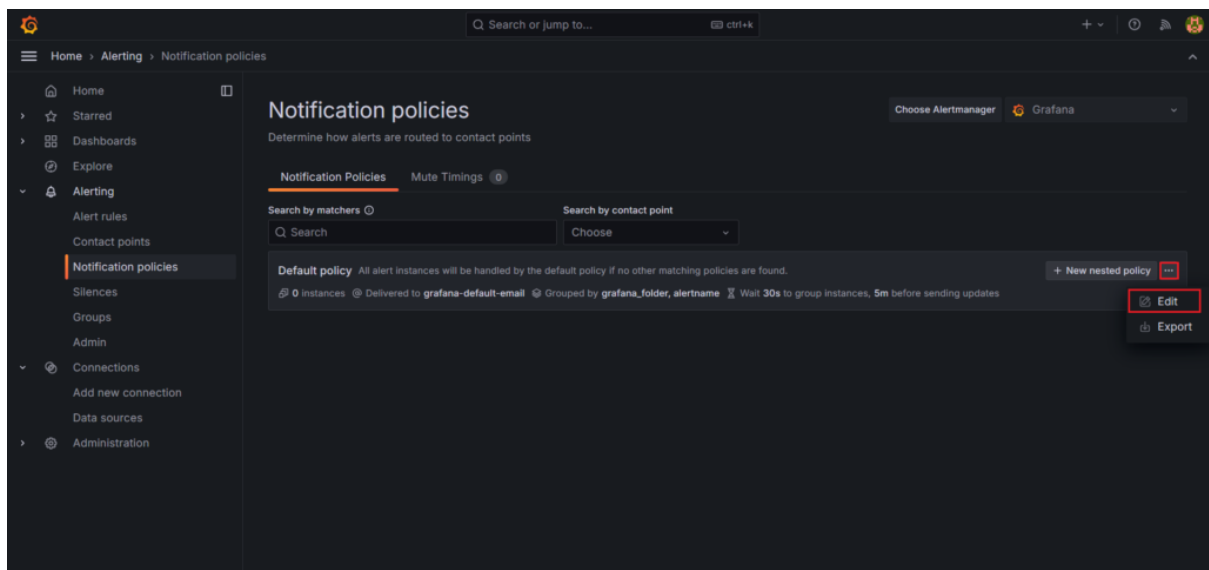 Search or jump to... ctrl+k
Home > Alerting > Notification policies
Home
Starred
Dashboards
Explore
Alerting
Alert rules
Contact points
Notification policies
Silences
Groups
Admin
Connections
Add new connection
Data sources
Administration
Notification policies
Choose Alertmanager Grafana
Determine how alerts are routed to contact points
Notification Policies Mute Timings 0
Search by matchers Search by contact point
Search Choose
Default policy All alert instances will be handled by the default policy if no other matching policies are found. + New nested policy ...
0 instances @ Delivered to grafana-default-email Grouped by grafana_folder, alertname Wait 30s to group instances, 5m before sending updates
Edit
Export